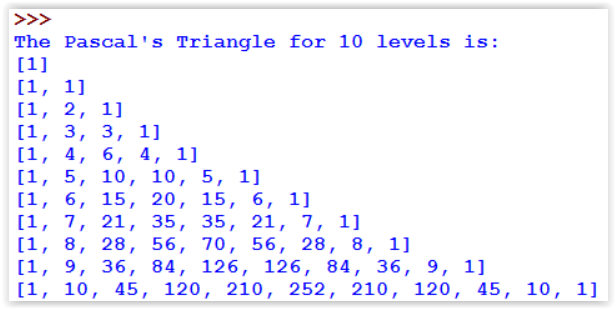 >>>
The Pascal's Triangle for 10 levels is:
[1]
[1, 1]
[1, 2, 1]
[1, 3, 3, 1]
[1, 4, 6, 4, 1]
[1, 5, 10, 10, 5, 1]
[1, 6, 15, 20, 15, 6, 1]
[1, 7, 21, 35, 35, 21, 7, 1]
[1, 8, 28, 56, 70, 56, 28, 8, 1]
[1, 9, 36, 84, 126, 126, 84, 36, 9, 1]
[1, 10, 45, 120, 210, 252, 210, 120, 45, 10, 1]